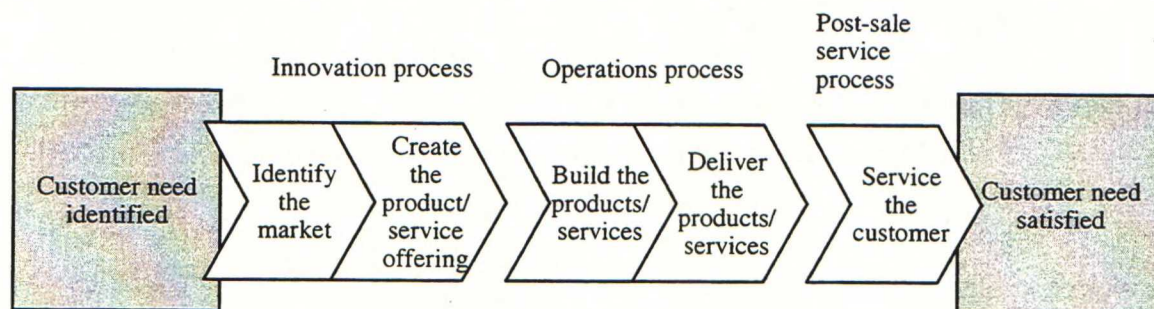 Post-sale
service
process
Innovation process
Operations process
Customer need
identified
Identify
the
market
Create
the
product/
service
offering
Build the
products/
services
Deliver
the
products/
services
Service
the
customer
Customer need
satisfied